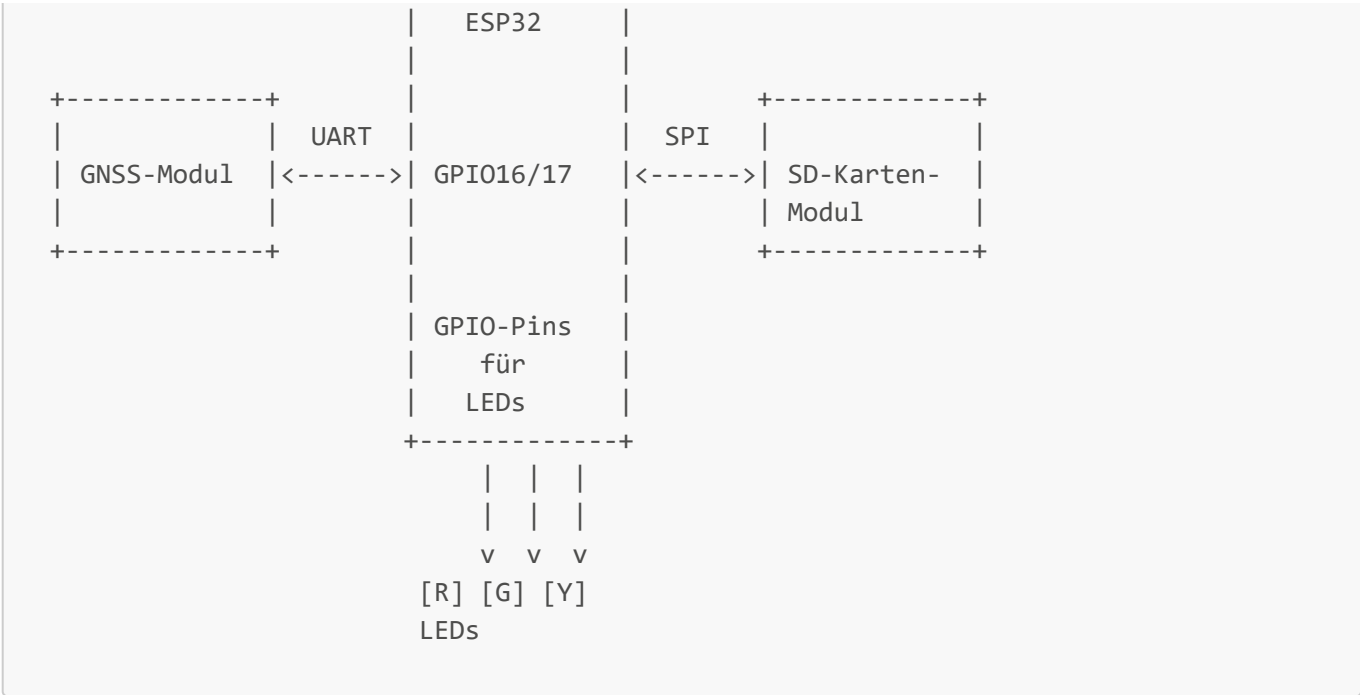 ESP32
UART SPI
GNSS-Modul <------> GPIO16/17 <------> SD-Karten-
Modul
GPIO-Pins
für
LEDs
v v v
[R] [G] [Y]
LEDs